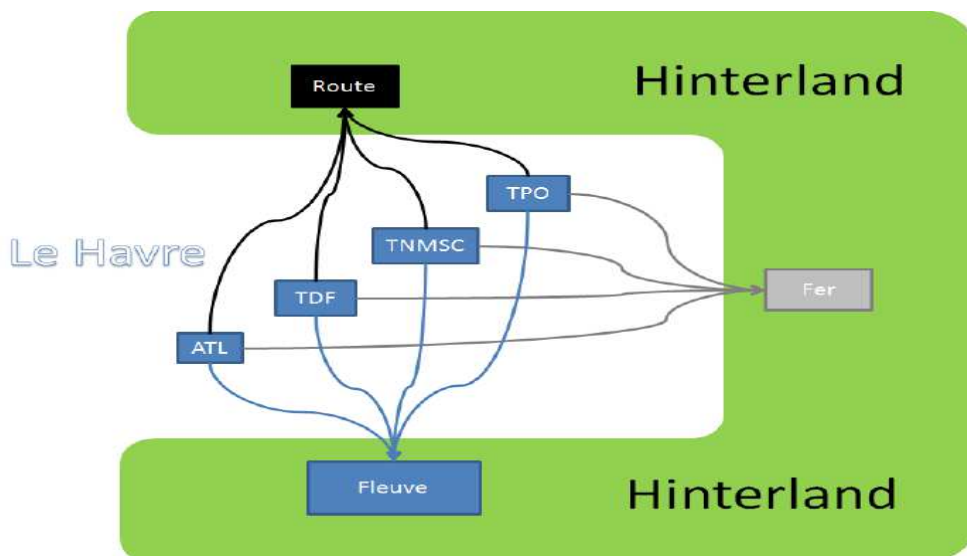 Hinterland
Route
TPO
TNMSC
Le Havre
TDF
Fer
ATL
Fleuve
Hinterland